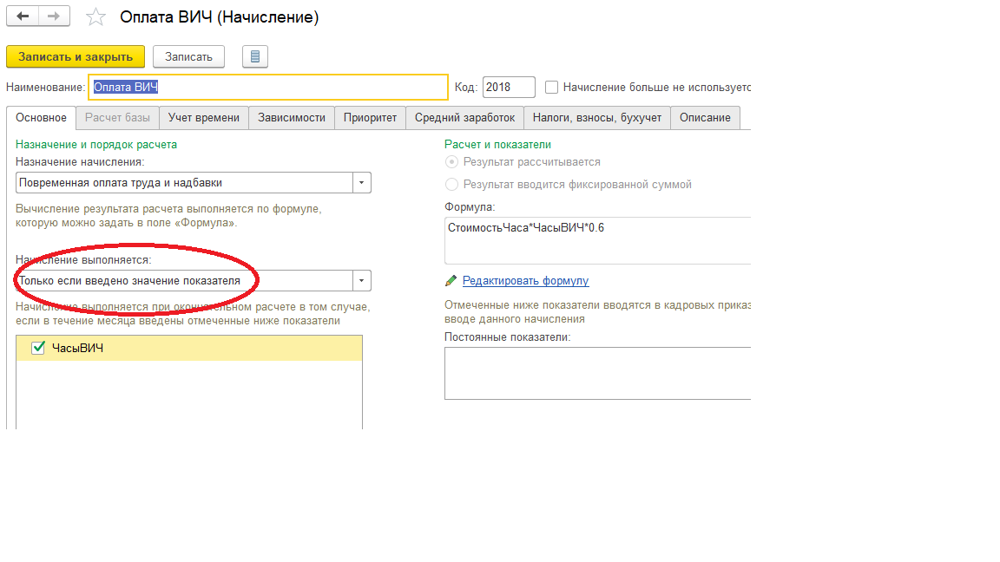 Оплата ВИЧ (Начисление)
Записать и закрыть
Записать
Наименование: Оплата ВИЧ Код: 2018 Начисление больше не используетс
Основное Расчет базы Учет времени Зависимости Приоритет Средний заработок Налоги, взносы, бухучет Описание
Назначение и порядок расчета
Назначение начисления:
Повременная оплата труда и надбавки
Вычисление результата расчета выполняется по формуле,
которую можно задать в поле «Формула».
Начисление выполняется:
Только если введено значение показателя
Начисление выполняется при окончательном расчете в том случае,
если в течение месяца введены отмеченные ниже показатели
ЧасыВИЧ
Расчет и показатели
Результат рассчитывается
Результат вводится фиксированной суммой
Формула:
СтоимостьЧаса*ЧасыВИЧ*0.6
Редактировать формулу
Отмеченные ниже показатели вводятся в кадровых приказ
вводе данного начисления
Постоянные показатели: